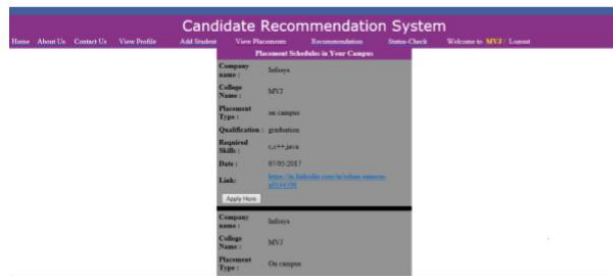 Candidate Recommendation System
Home About Us Contact Us View Profile Add Student View Placements Recommendation Status-Check Welcome to MVJ / Logout
Placement Schedules in Your Campus
Company name : Infosys
College Name : MVJ
Placement Type : on campus
Qualification : graduation
Required Skills : c,c++,java
Date : 07/05/2017
Link:
Apply Here
Company name : Infosys
College Name : MVJ
Placement Type : On campus